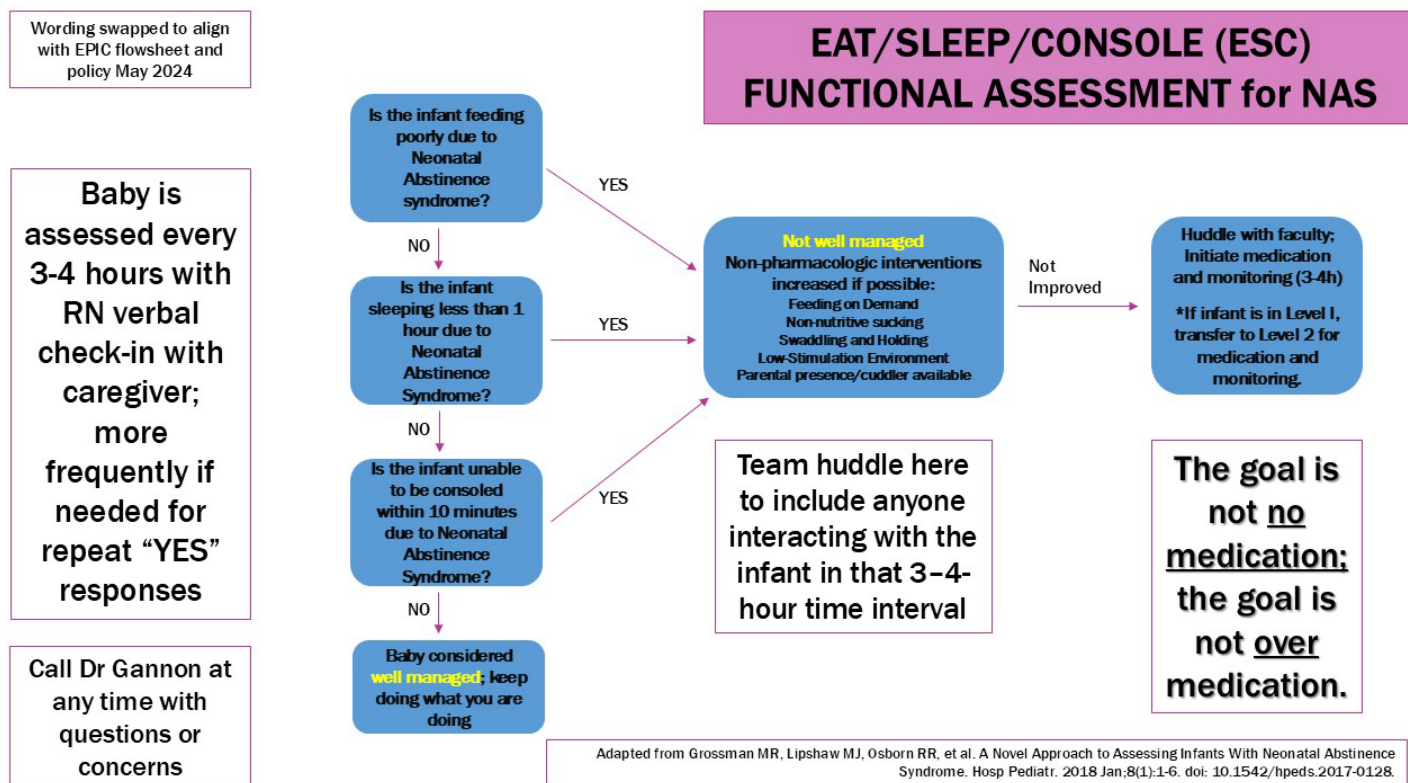 Wording swapped to align
with EPIC flowsheet and
policy May 2024
EAT/SLEEP/CONSOLE (ESC)
FUNCTIONAL ASSESSMENT for NAS
Baby is
assessed every
3-4 hours with
RN verbal
check-in with
caregiver;
more
frequently if
needed for
repeat “YES”
responses
Call Dr Gannon at
any time with
questions or
concerns
Is the infant feeding
poorly due to
Neonatal
Abstinence
syndrome?
YES
NO
Is the infant
sleeping less than 1
hour due to
Neonatal
Abstinence
Syndrome?
YES
NO
Is the infant unable
to be consoled
within 10 minutes
due to Neonatal
Abstinence
Syndrome?
YES
NO
Baby considered
well managed; keep
doing what you are
doing
Not well managed
Non-pharmacologic interventions
increased if possible:
Feeding on Demand
Non-nutritive sucking
Swaddling and Holding
Low-Stimulation Environment
Parental presence/cuddler available
Not
Improved
Huddle with faculty;
Initiate medication
and monitoring (3-4h)
*If infant is in Level I,
transfer to Level 2 for
medication and
monitoring.
Team huddle here
to include anyone
interacting with the
infant in that 3–4-
hour time interval
The goal is
not no
medication;
the goal is
not over
medication.
Adapted from Grossman MR, Lipshaw MJ, Osborn RR, et al. A Novel Approach to Assessing Infants With Neonatal Abstinence
Syndrome. Hosp Pediatr. 2018 Jan;8(1):1-6. doi: 10.1542/hpeds.2017-0128.